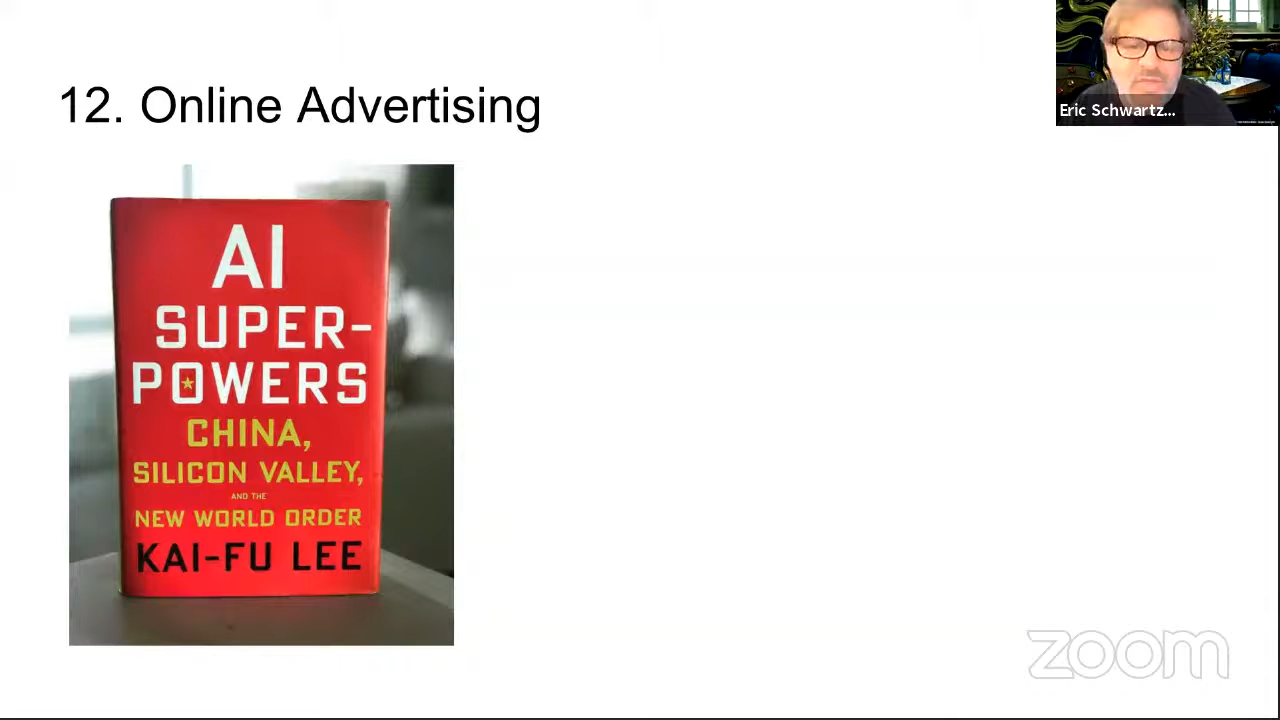 12. Online Advertising
Eric Schwartz...
AI
SUPER-
POWERS
CHINA,
SILICON VALLEY,
AND THE
NEW WORLD ORDER
KAI-FU LEE
zoom